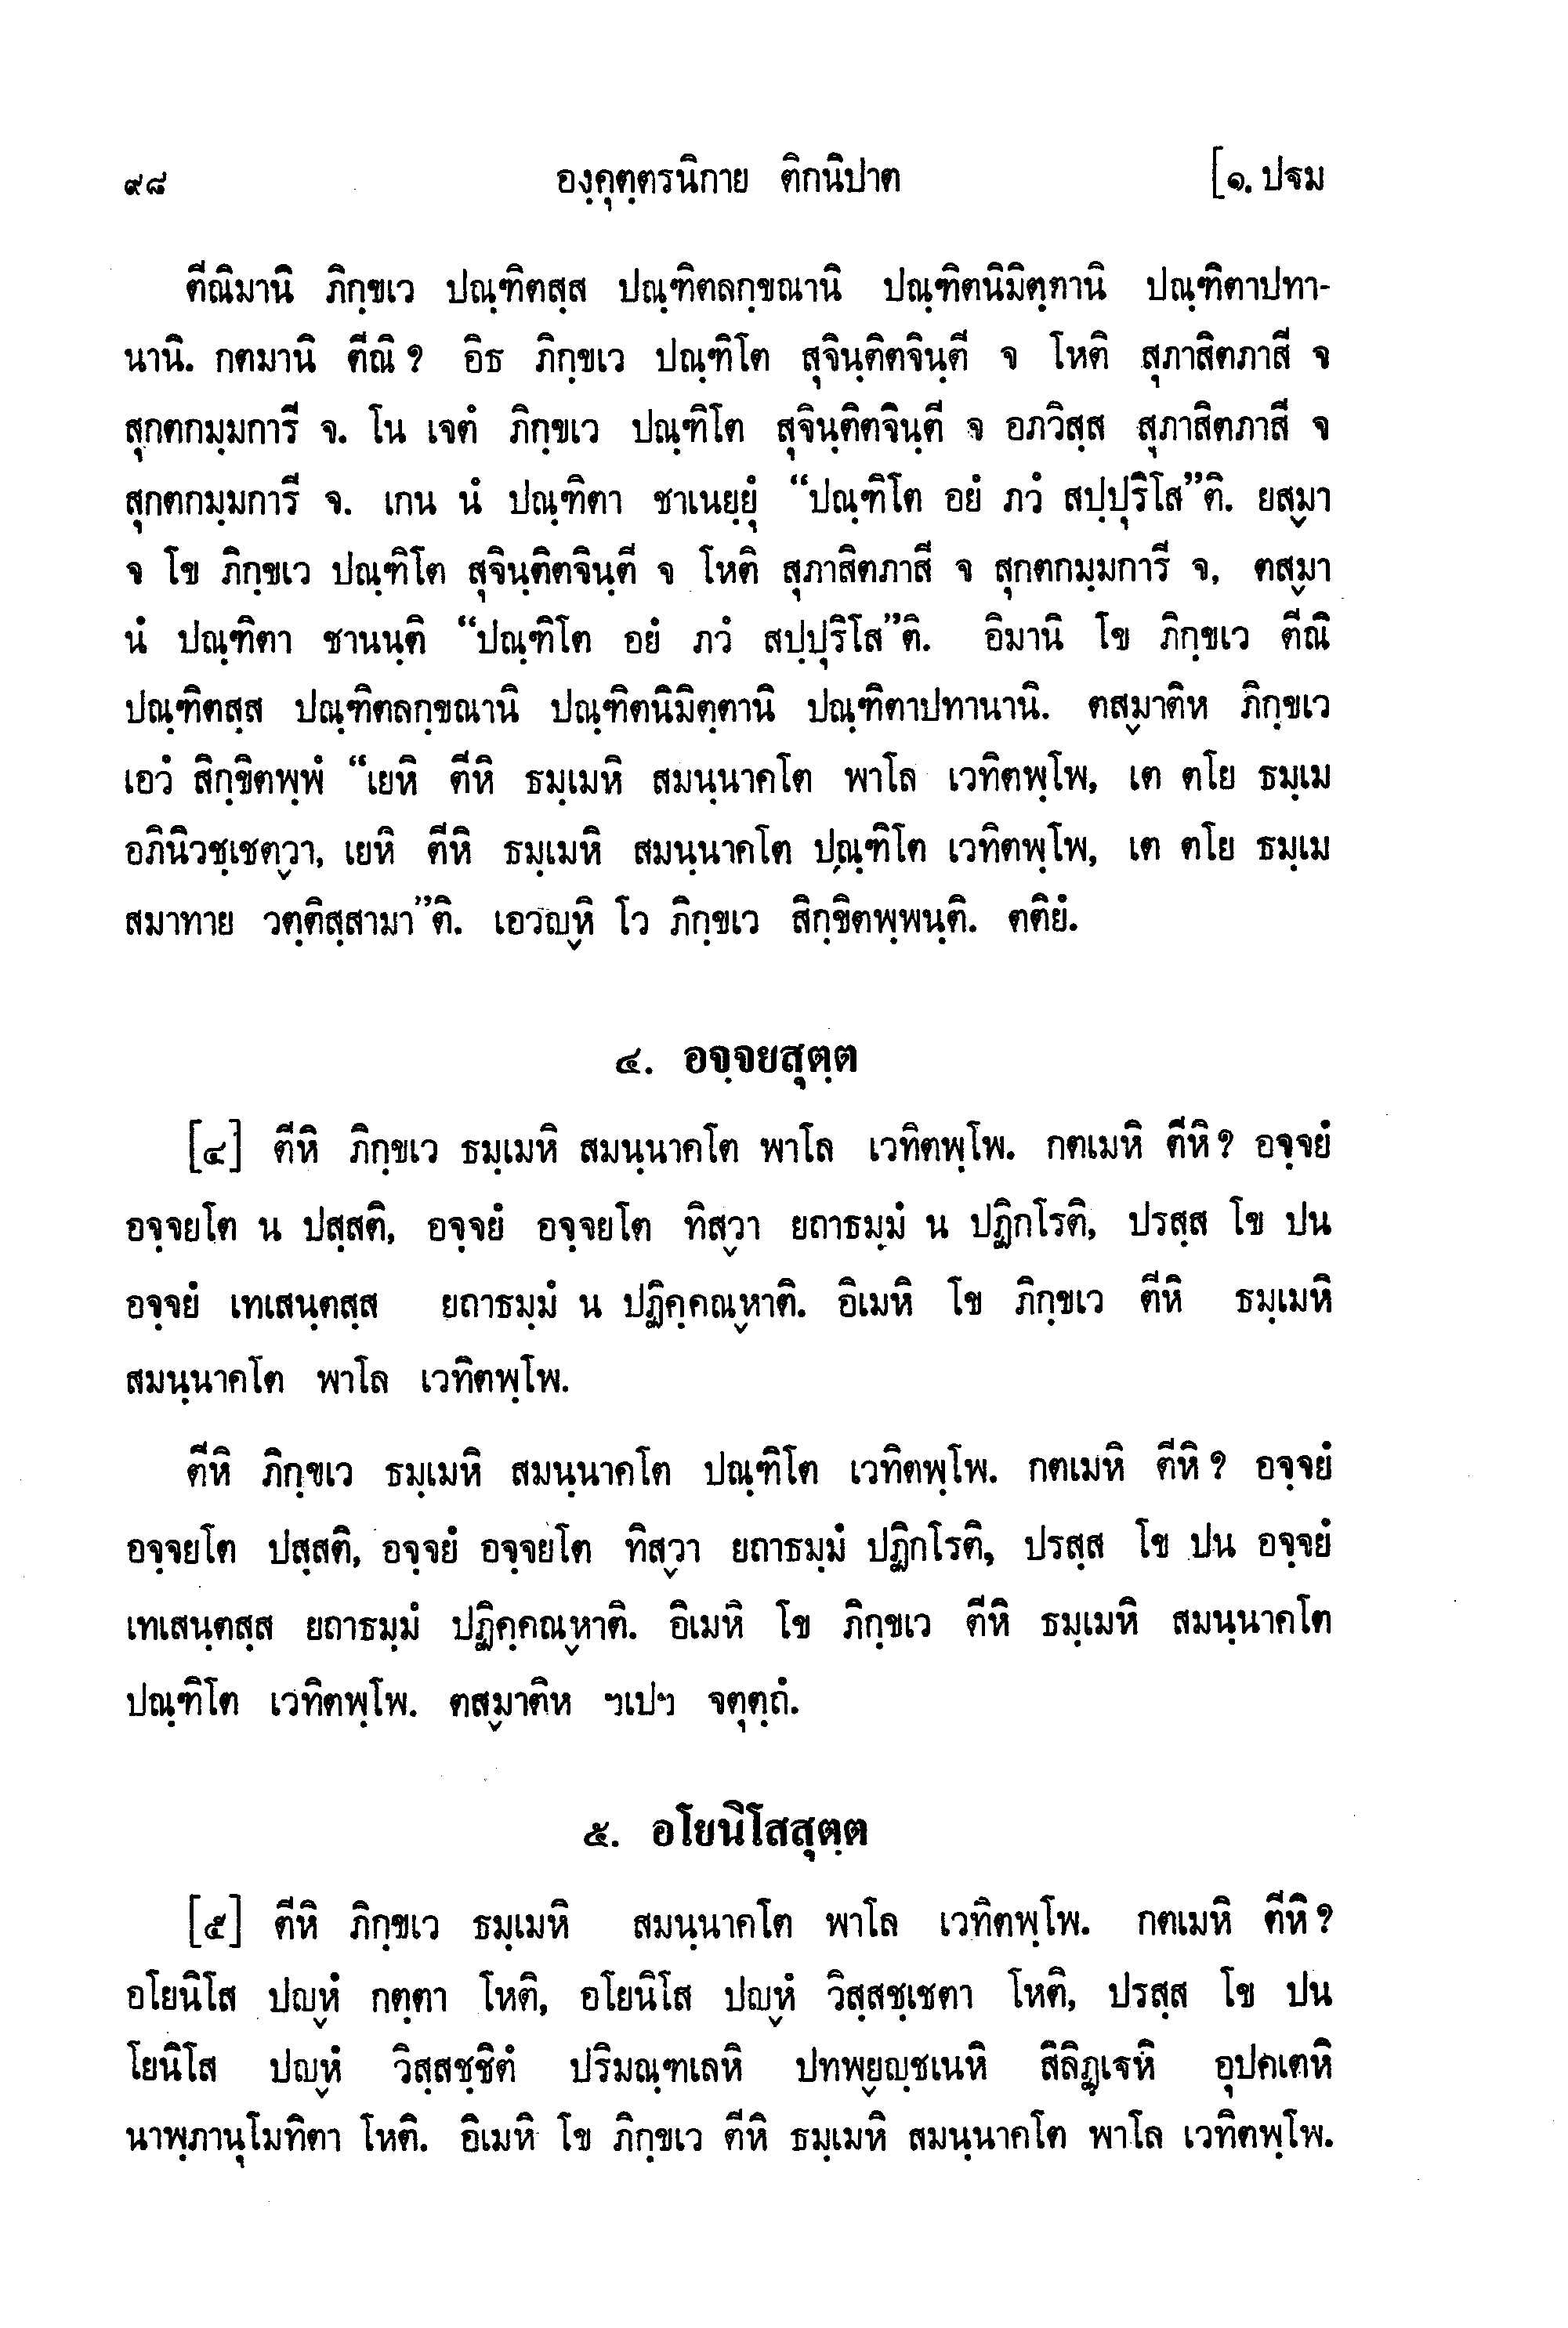 ๙๘ องฺคุตฺตรนิกาย ติกนิปาต [๑. ปฐม
ตีณิมานิ ภิกฺขเว ปณฺฑิตสฺส ปณฺฑิตลกฺขณานิ ปณฺฑิตนิมิตฺตานิ ปณฺฑิตาปทา-
นานิ. กตมานิ ตีณิ ? อิธ ภิกฺขเว ปณฺฑิโต สุจินฺติตจินฺตี จ โหติ สุภาสิตภาสี จ
สุกตกมฺมการี จ. โน เจตํ ภิกฺขเว ปณฺฑิโต สุจินฺติตจินฺตี จ อภวิสฺส สุภาสิตภาสี จ
สุกตกมฺมการี จ. เกน นํ ปณฺฑิตา ชาเนยฺยุํ “ปณฺฑิโต อยํ ภวํ สปฺปุริโส”ติ. ยสฺมา
จ โข ภิกฺขเว ปณฺฑิโต สุจินฺติตจินฺตี จ โหติ สุภาสิตภาสี จ สุกตกมฺมการี จ, ตสฺมา
นํ ปณฺฑิตา ชานนฺติ “ปณฺฑิโต อยํ ภวํ สปฺปุริโส”ติ. อิมานิ โข ภิกฺขเว ตีณิ
ปณฺฑิตสฺส ปณฺฑิตลกฺขณานิ ปณฺฑิตนิมิตฺตานิ ปณฺฑิตาปทานานิ. ตสฺมาติห ภิกฺขเว
เอวํ สิกฺขิตพฺพํ “เยหิ ตีหิ ธมฺเมหิ สมนฺนาคโต พาโล เวทิตพฺโพ, เต ตโย ธมฺเม
อภินิวชฺเชตฺวา, เยหิ ตีหิ ธมฺเมหิ สมนฺนาคโต ปณฺฑิโต เวทิตพฺโพ, เต ตโย ธมฺเม
สมาทาย วตฺติสฺสามา”ติ. เอวญฺหิ โว ภิกฺขเว สิกฺขิตพฺพนฺติ. ตติยํ.
๔. อจฺจยสุตฺต
[๔] ตีหิ ภิกฺขเว ธมฺเมหิ สมนฺนาคโต พาโล เวทิตพฺโพ. กตเมหิ ตีหิ ? อจฺจยํ
อจฺจยโต น ปสฺสติ, อจฺจยํ อจฺจยโต ทิสฺวา ยถาธมฺมํ น ปฏิกโรติ, ปรสฺส โข ปน
อจฺจยํ เทเสนฺตสฺส ยถาธมฺมํ น ปฏิคฺคณฺหาติ. อิเมหิ โข ภิกฺขเว ตีหิ ธมฺเมหิ
สมนฺนาคโต พาโล เวทิตพฺโพ.
ตีหิ ภิกฺขเว ธมฺเมหิ สมนฺนาคโต ปณฺฑิโต เวทิตพฺโพ. กตเมหิ ตีหิ ? อจฺจยํ
อจฺจยโต ปสฺสติ, อจฺจยํ อจฺจยโต ทิสฺวา ยถาธมฺมํ ปฏิกโรติ, ปรสฺส โข ปน อจฺจยํ
เทเสนฺตสฺส ยถาธมฺมํ ปฏิคฺคณฺหาติ. อิเมหิ โข ภิกฺขเว ตีหิ ธมฺเมหิ สมนฺนาคโต
ปณฺฑิโต เวทิตพฺโพ. ตสฺมาติห ฯเปฯ จตุตฺถํ.
๕. อโยนิโสสุตฺต
[๕] ตีหิ ภิกฺขเว ธมฺเมหิ สมนฺนาคโต พาโล เวทิตพฺโพ. กตเมหิ ตีหิ ?
อโยนิโส ปญฺหํ กตฺตา โหติ, อโยนิโส ปญฺหํ วิสฺสชฺเชตา โหติ, ปรสฺส โข ปน
โยนิโส ปญฺหํ วิสฺสชฺชิตํ ปริมณฺฑเลหิ ปทพฺยญฺชเนหิ สิลิฏฺเฐหิ อุปคเตหิ
นาพฺภานุโมทิตา โหติ. อิเมหิ โข ภิกฺขเว ตีหิ ธมฺเมหิ สมนฺนาคโต พาโล เวทิตพฺโพ.